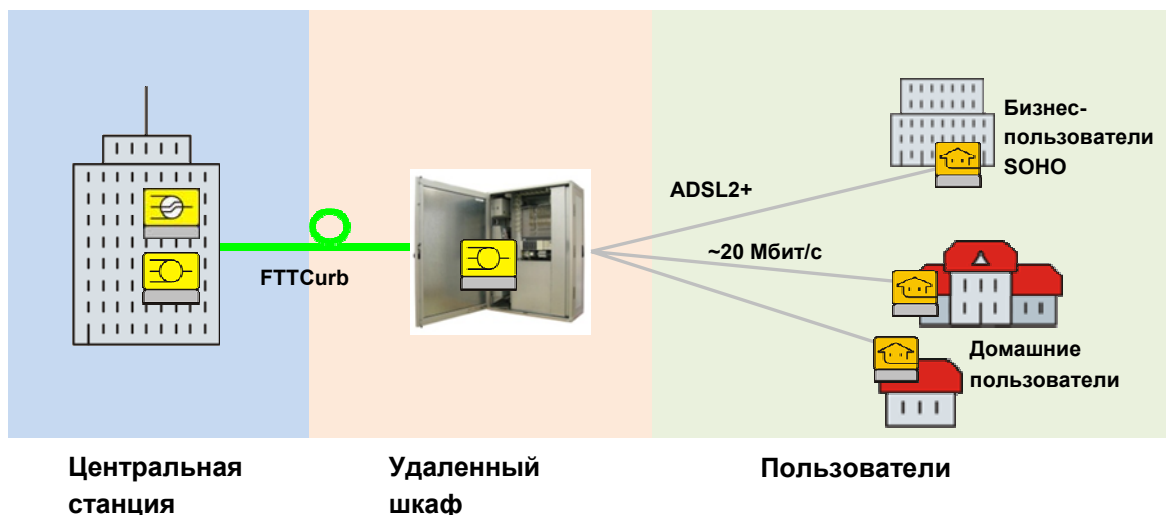 Бизнес-
пользователи
SOHO
ADSL2+
~20 Мбит/с
FTTCurb
Домашние
пользователи
Центральная
станция
Удаленный
шкаф
Пользователи